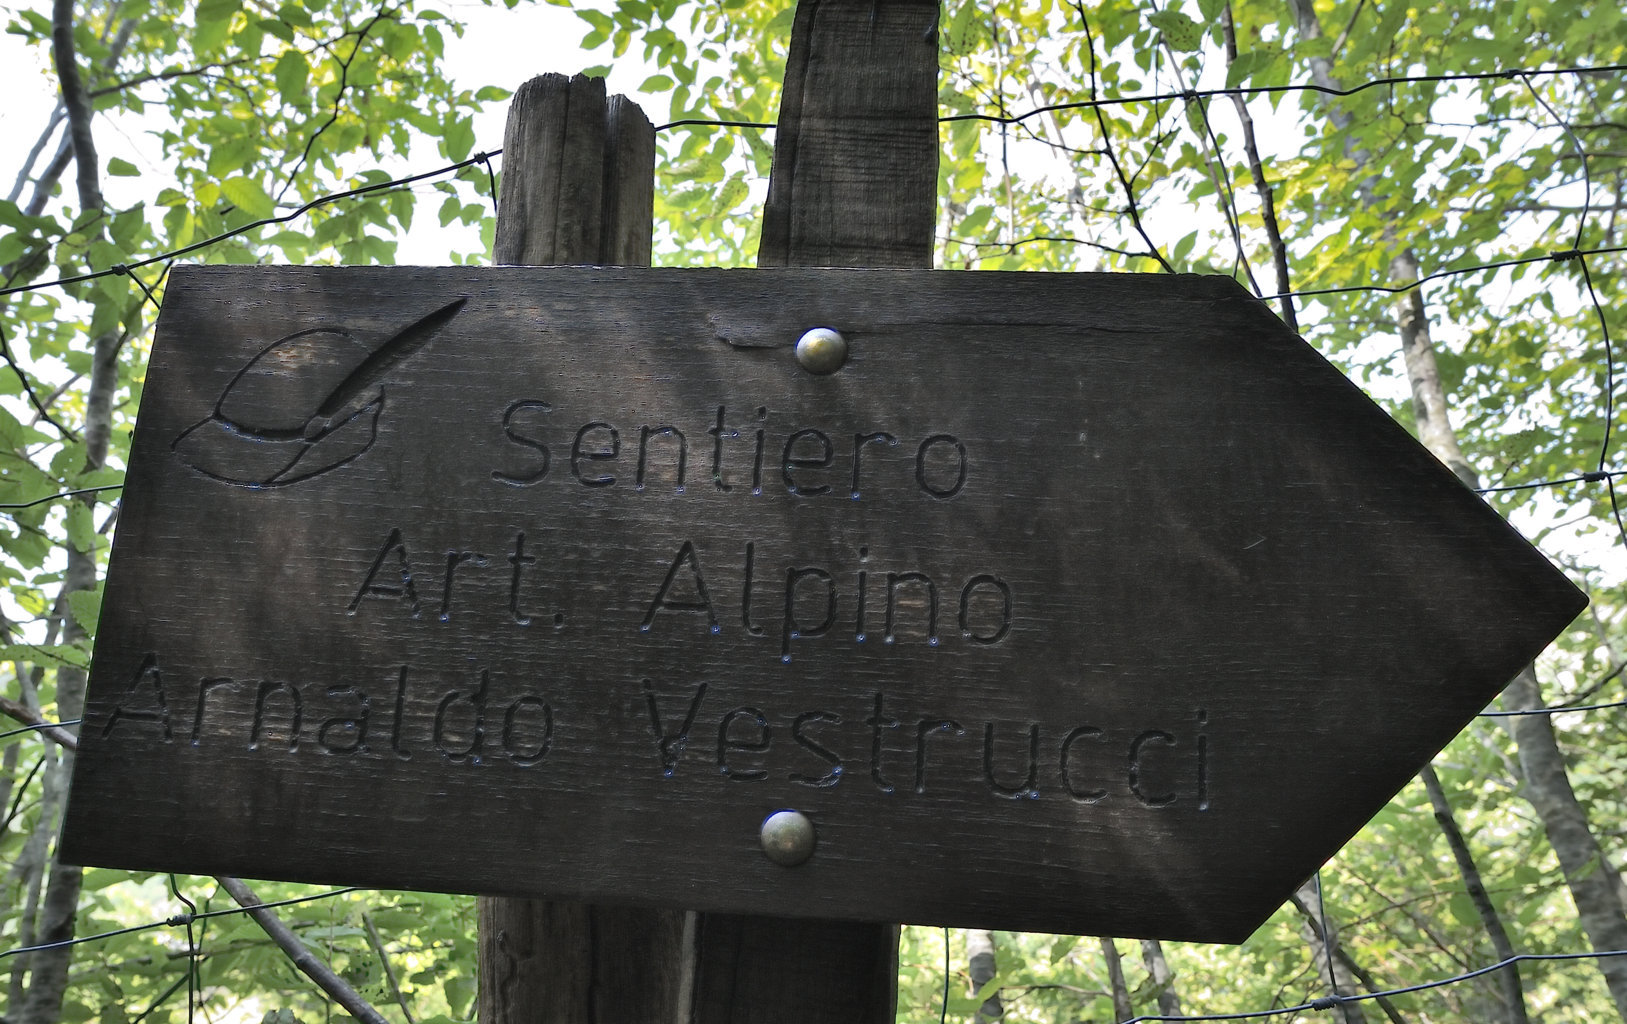 Sentiero
Art. Alpino
Arnaldo Vestrucci